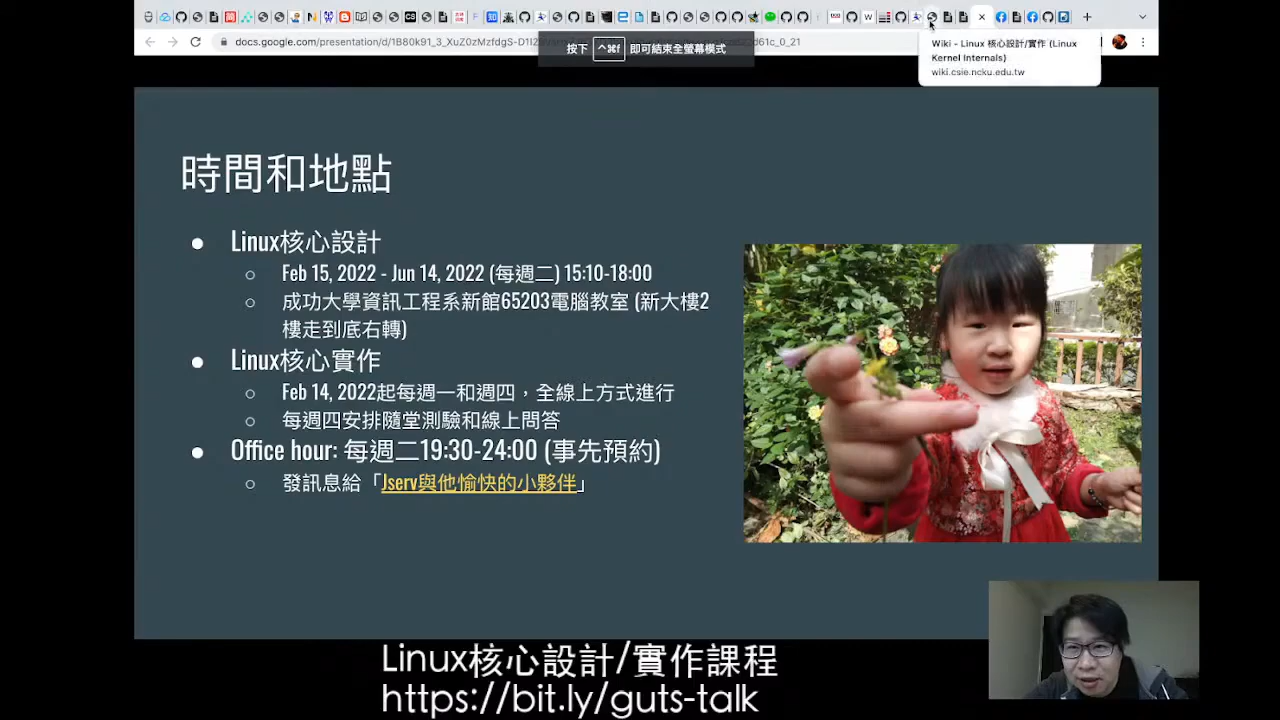 docs.google.com/presentation/d/1B80k91_3_XuZ0zMzfdgS-D1
d61c_0_21
按下 ^⌘f 即可結束全螢幕模式
Wiki - Linux 核心設計/實作 (Linux
Kernel Internals)
wiki.csie.ncku.edu.tw
時間和地點
● Linux核心設計
○ Feb 15, 2022 - Jun 14, 2022 (每週二) 15:10-18:00
○ 成功大學資訊工程系新館65203電腦教室 (新大樓2
樓走到底右轉)
● Linux核心實作
○ Feb 14, 2022起每週一和週四，全線上方式進行
○ 每週四安排隨堂測驗和線上問答
● Office hour: 每週二19:30-24:00 (事先預約)
○ 發訊息給「Jserv與他愉快的小夥伴」
Linux核心設計/實作課程
https://bit.ly/guts-talk